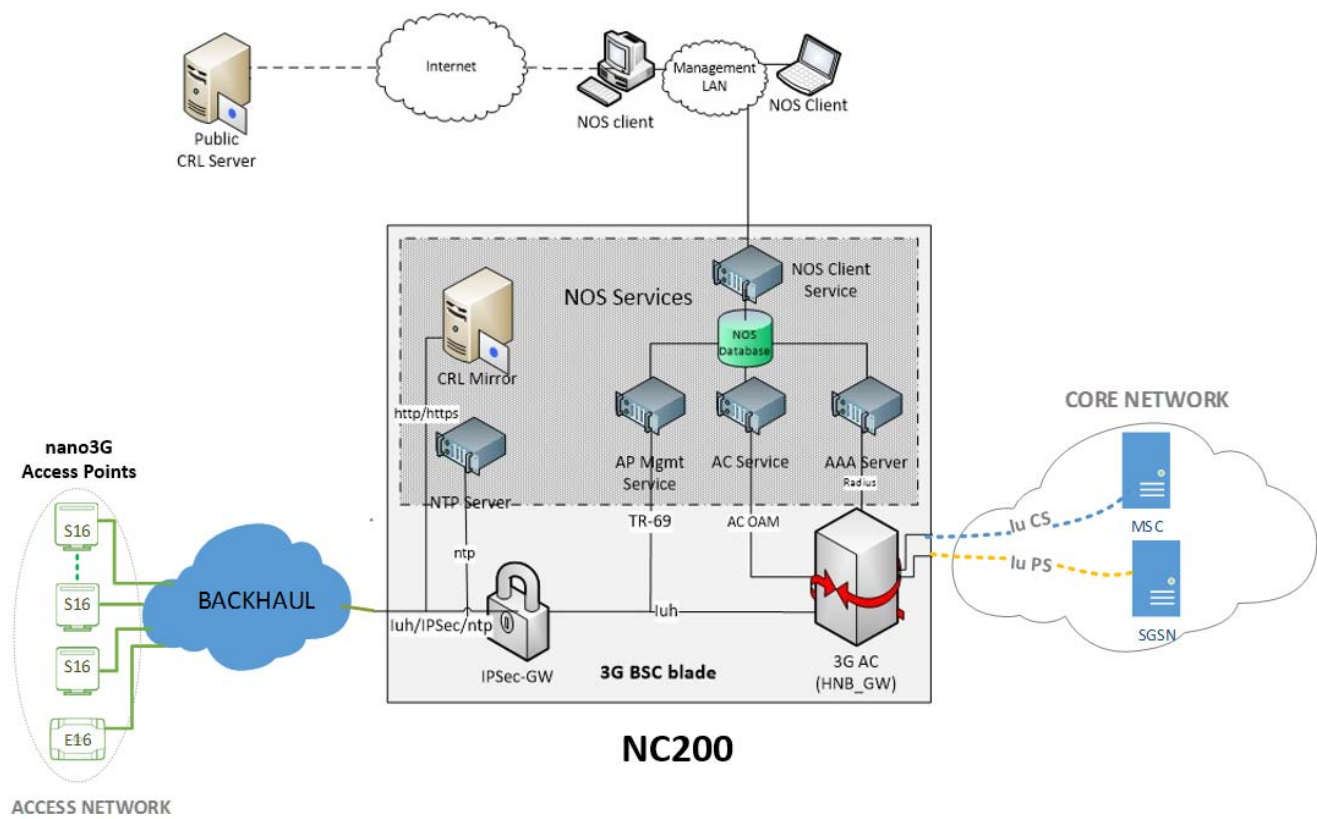 Internet
Management
LAN
NOS client
NOS Client
Public
CRL Server
NOS Client
Service
NOS Services
NOS
Database
CRL Mirror
http/https
NTP Server
AP Mgmt
Service
AC Service
AAA Server
Radius
TR-69
AC OAM
ntp
Iuh/IPSec/ntp
Iuh
IPSec-GW
3G BSC blade
3G AC
(HNB_GW)
NC200
nano3G
Access Points
S16
S16
S16
E16
BACKHAUL
ACCESS NETWORK
CORE NETWORK
Iu CS
MSC
Iu PS
SGSN